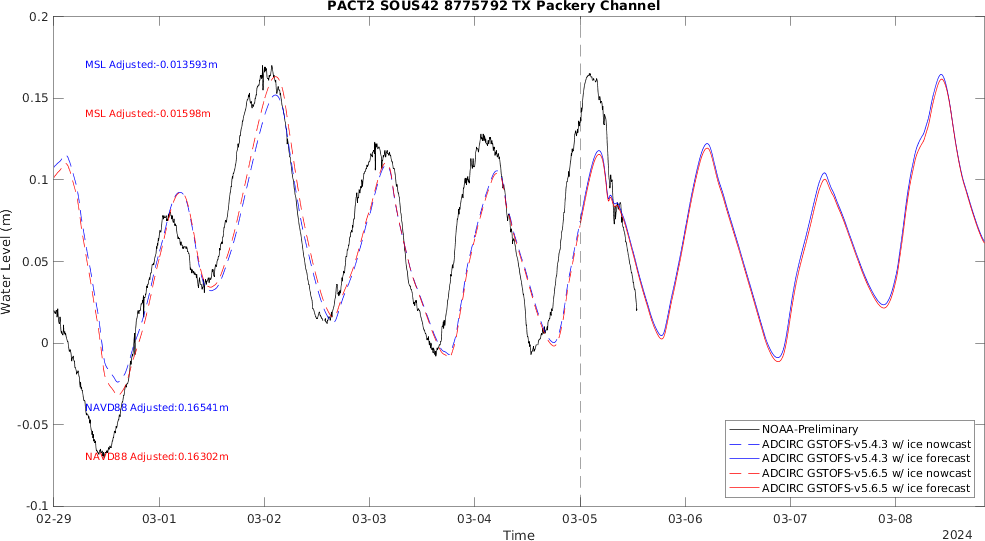 PACT2 SOUS42 8775792 TX Packery Channel
0.2
0.15
0.1
0.05
0
-0.05
-0.1
Water Level (m)
MSL Adjusted:-0.013593m
MSL Adjusted:-0.01598m
NAVD88 Adjusted:0.16541m
NAVD88 Adjusted:0.16302m
NOAA-Preliminary
ADCIRC GSTOFS-v5.4.3 w/ ice nowcast
ADCIRC GSTOFS-v5.4.3 w/ ice forecast
ADCIRC GSTOFS-v5.6.5 w/ ice nowcast
ADCIRC GSTOFS-v5.6.5 w/ ice forecast
02-29 03-01 03-02 03-03 03-04 03-05 03-06 03-07 03-08
Time
2024